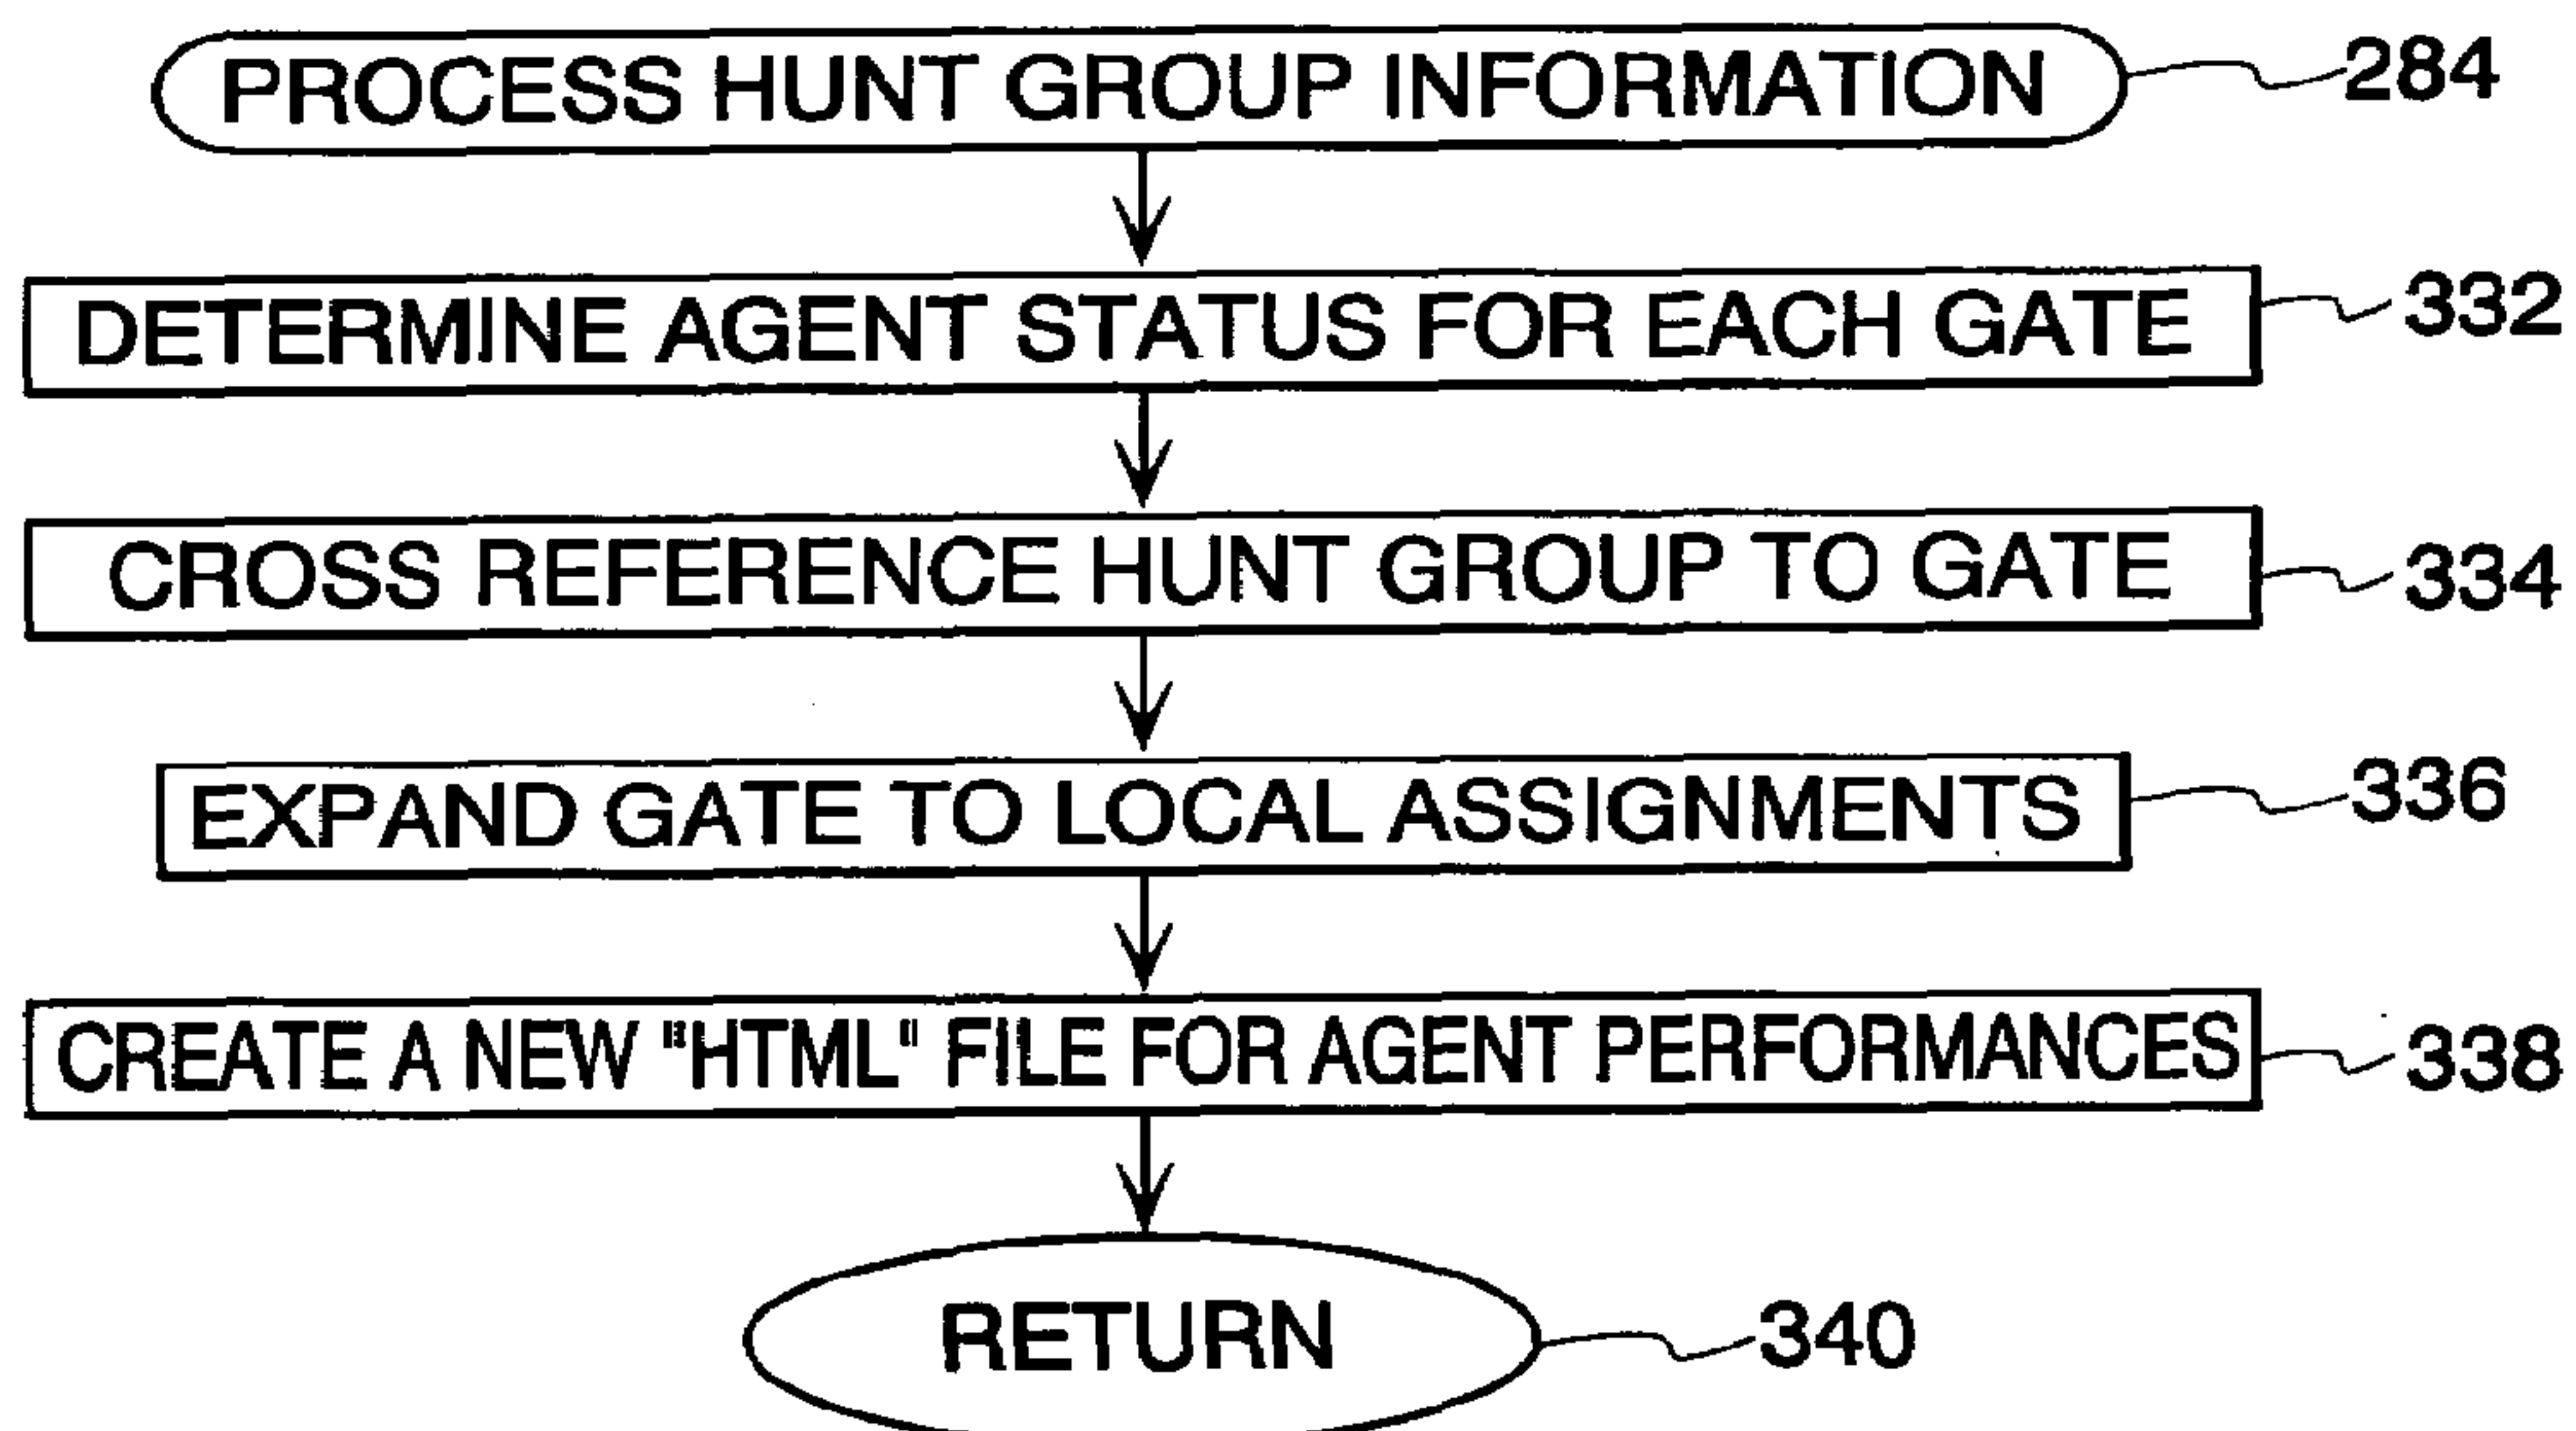 PROCESS HUNT GROUP INFORMATION 284
DETERMINE AGENT STATUS FOR EACH GATE 332
CROSS REFERENCE HUNT GROUP TO GATE 334
EXPAND GATE TO LOCAL ASSIGNMENTS 336
CREATE A NEW "HTML" FILE FOR AGENT PERFORMANCES 338
RETURN 340